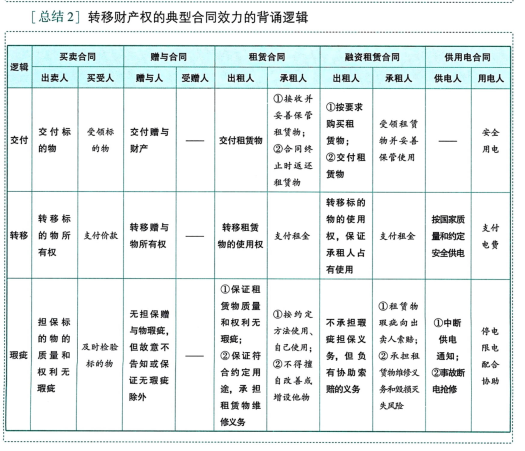 [总结2] 转移财产权的典型合同效力的背诵逻辑
逻辑
买卖合同
赠与合同
租赁合同
融资租赁合同
供用电合同
出卖人
买受人
赠与人
受赠人
出租人
承租人
出租人
承租人
供电人
用电人
交付
交付标
的物
受领标
的物
交付赠与
财产
——
交付租赁物
①接收并
妥善保管
租赁物;
②合同终
止时返还
租赁物
①按要求
购买租
赁物;
②交付租
赁物
受领租赁
物并妥善
保管使用
——
安全
用电
转移
转移标
的物所
有权
支付价款
转移赠与
物所有权
——
转移租赁
物的使用权
支付租金
转移标的
物的使用
权，保证
承租人占
有使用
支付租金
按国家质
量和约定
安全供电
支付
电费
瑕疵
担保标
的物的
质量和
权利无
瑕疵
及时检验
标的物
无担保赠
与物瑕疵，
但故意不
告知或保
证无瑕疵
除外
——
①保证租
赁物质量
和权利无
瑕疵;
②保证符
合约定用
途，承担
租赁物维
修义务
①按约定
方法使用、
自己使用;
②不得擅
自改善或
增设他物
不承担瑕
疵担保义
务，但负
有协助索
赔的义务
①租赁物
瑕疵向出
卖人索赔;
②承担租
赁物维修义
务和毁损灭
失风险
①中断
供电
通知;
②事故断
电抢修
停电
限电
配合
协助